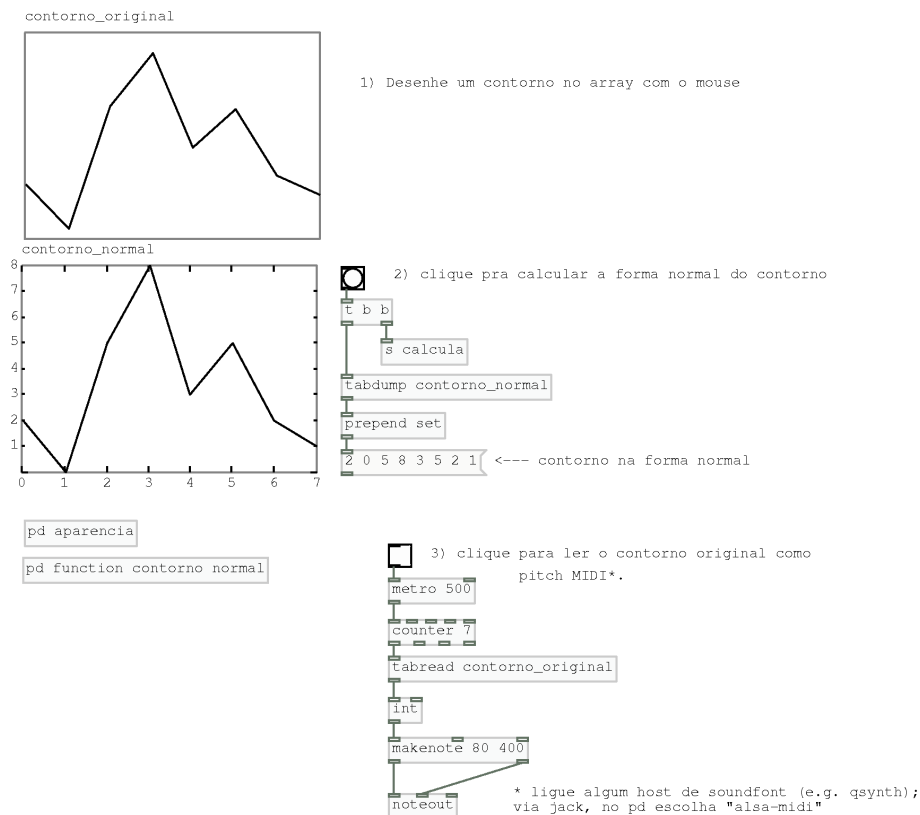 contorno_original
1) Desenhe um contorno no array com o mouse
contorno_normal
8
7
6
5
4
3
2
1
0 1 2 3 4 5 6 7
2) clique pra calcular a forma normal do contorno
t b b
s calcula
tabdump contorno_normal
prepend set
2 0 5 8 3 5 2 1
<--- contorno na forma normal
pd aparencia
pd function contorno normal
3) clique para ler o contorno original como
pitch MIDI*.
metro 500
counter 7
tabread contorno_original
int
makenote 80 400
noteout
* ligue algum host de soundfont (e.g. qsynth);
via jack, no pd escolha "alsa-midi"